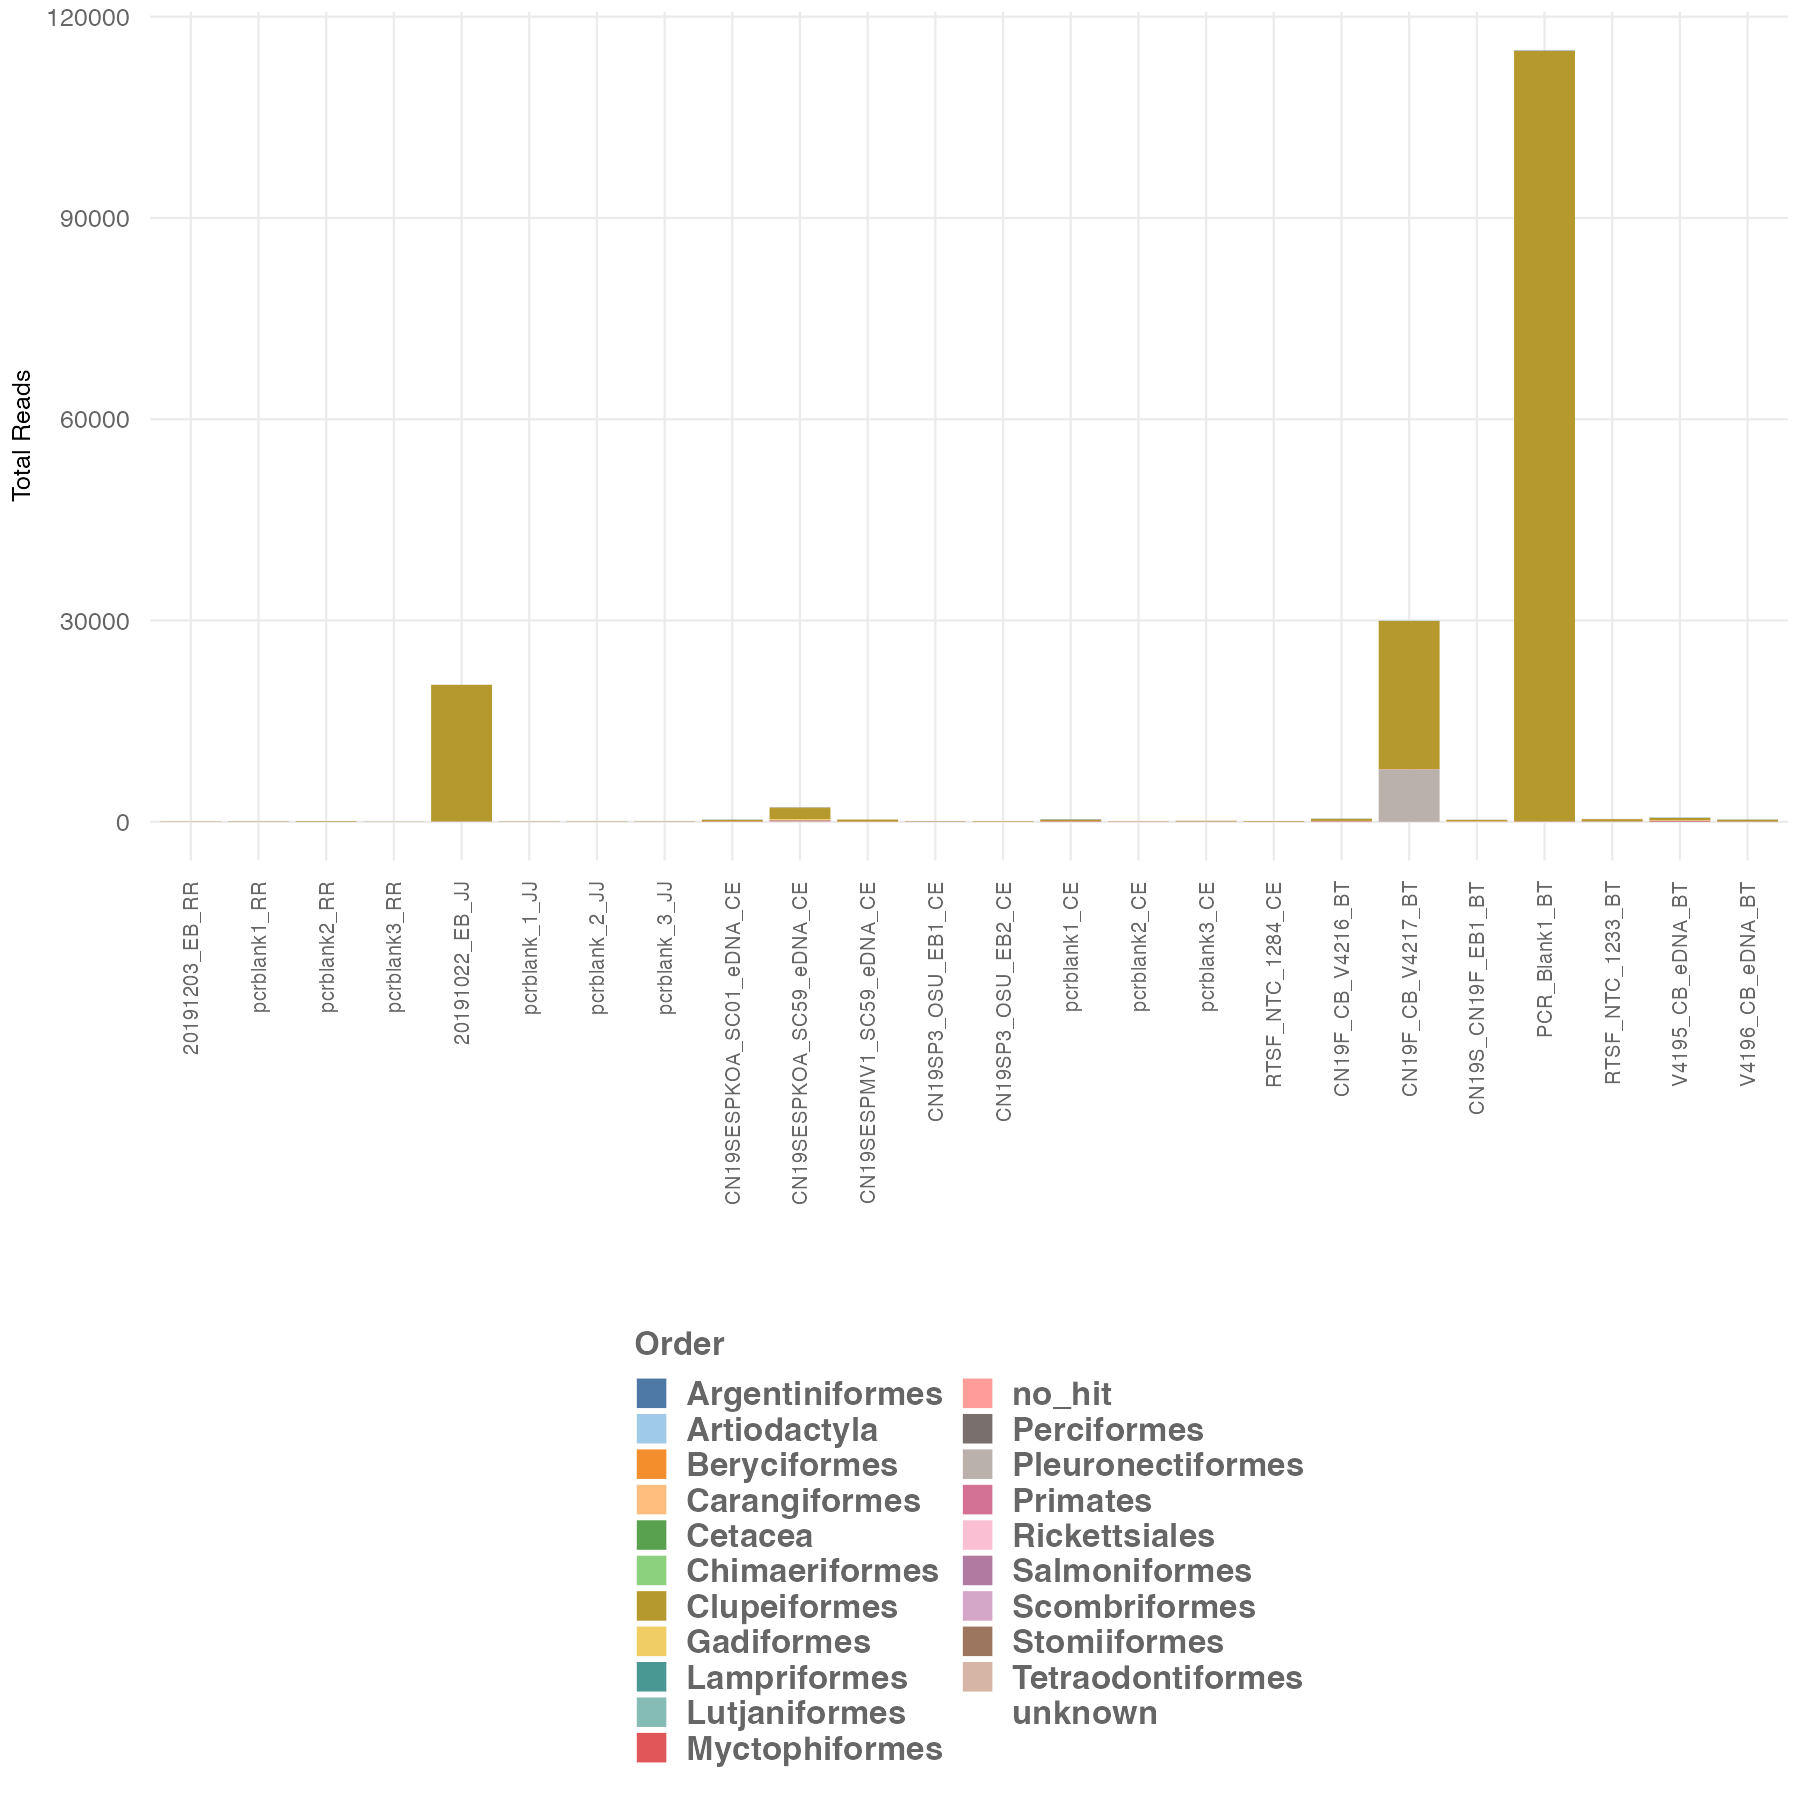 120000
90000
60000
30000
0
Total Reads
20191203_EB_RR
pcrblank1_RR
pcrblank2_RR
pcrblank3_RR
20191022_EB_JJ
pcrblank_1_JJ
pcrblank_2_JJ
pcrblank_3_JJ
CN19SESPKOA_SC01_eDNA_CE
CN19SESPKOA_SC59_eDNA_CE
CN19SESPMV1_SC59_eDNA_CE
CN19SP3_OSU_EB1_CE
CN19SP3_OSU_EB2_CE
pcrblank1_CE
pcrblank2_CE
pcrblank3_CE
RTSF_NTC_1284_CE
CN19F_CB_V4216_BT
CN19F_CB_V4217_BT
CN19S_CN19F_EB1_BT
PCR_Blank1_BT
RTSF_NTC_1233_BT
V4195_CB_eDNA_BT
V4196_CB_eDNA_BT
Order
Argentiniformes
Artiodactyla
Beryciformes
Carangiformes
Cetacea
Chimaeriformes
Clupeiformes
Gadiformes
Lampriformes
Lutjaniformes
Myctophiformes
no_hit
Perciformes
Pleuronectiformes
Primates
Rickettsiales
Salmoniformes
Scombriformes
Stomiiformes
Tetraodontiformes
unknown